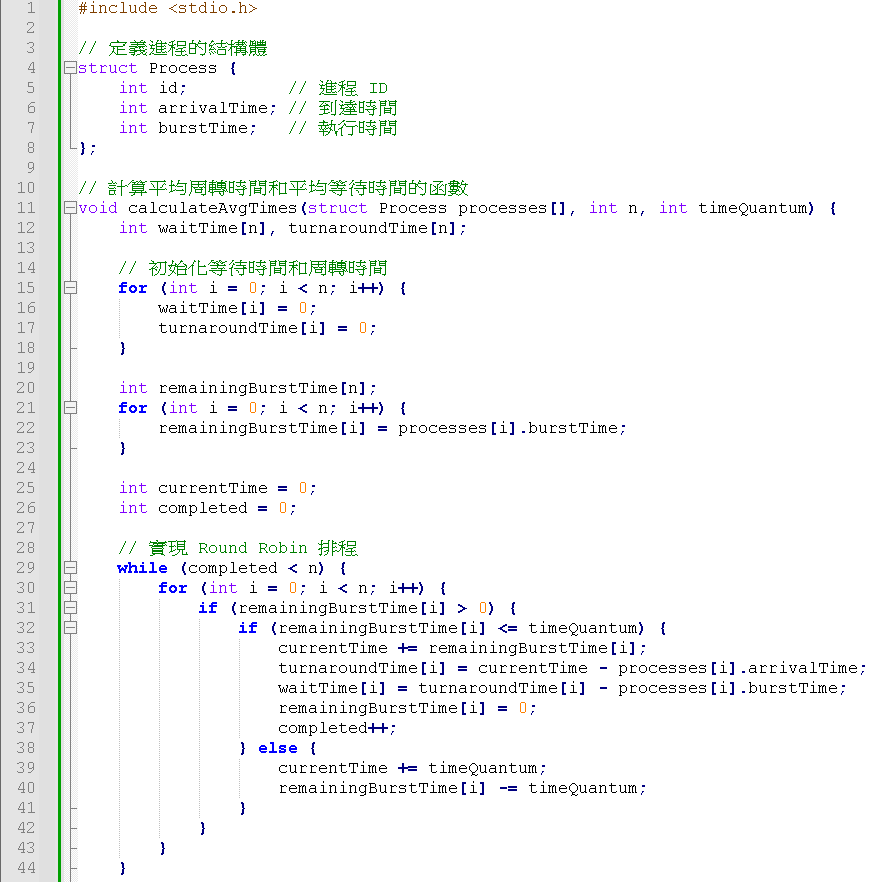 1 #include <stdio.h>
2
3 // 定義進程的結構體
4 struct Process {
5     int id;          // 進程 ID
6     int arrivalTime; // 到達時間
7     int burstTime;   // 執行時間
8 };
9
10 // 計算平均周轉時間和平均等待時間的函數
11 void calculateAvgTimes(struct Process processes[], int n, int timeQuantum) {
12     int waitTime[n], turnaroundTime[n];
13
14     // 初始化等待時間和周轉時間
15     for (int i = 0; i < n; i++) {
16         waitTime[i] = 0;
17         turnaroundTime[i] = 0;
18     }
19
20     int remainingBurstTime[n];
21     for (int i = 0; i < n; i++) {
22         remainingBurstTime[i] = processes[i].burstTime;
23     }
24
25     int currentTime = 0;
26     int completed = 0;
27
28     // 實現 Round Robin 排程
29     while (completed < n) {
30         for (int i = 0; i < n; i++) {
31             if (remainingBurstTime[i] > 0) {
32                 if (remainingBurstTime[i] <= timeQuantum) {
33                     currentTime += remainingBurstTime[i];
34                     turnaroundTime[i] = currentTime - processes[i].arrivalTime;
35                     waitTime[i] = turnaroundTime[i] - processes[i].burstTime;
36                     remainingBurstTime[i] = 0;
37                     completed++;
38                 } else {
39                     currentTime += timeQuantum;
40                     remainingBurstTime[i] -= timeQuantum;
41                 }
42             }
43         }
44     }